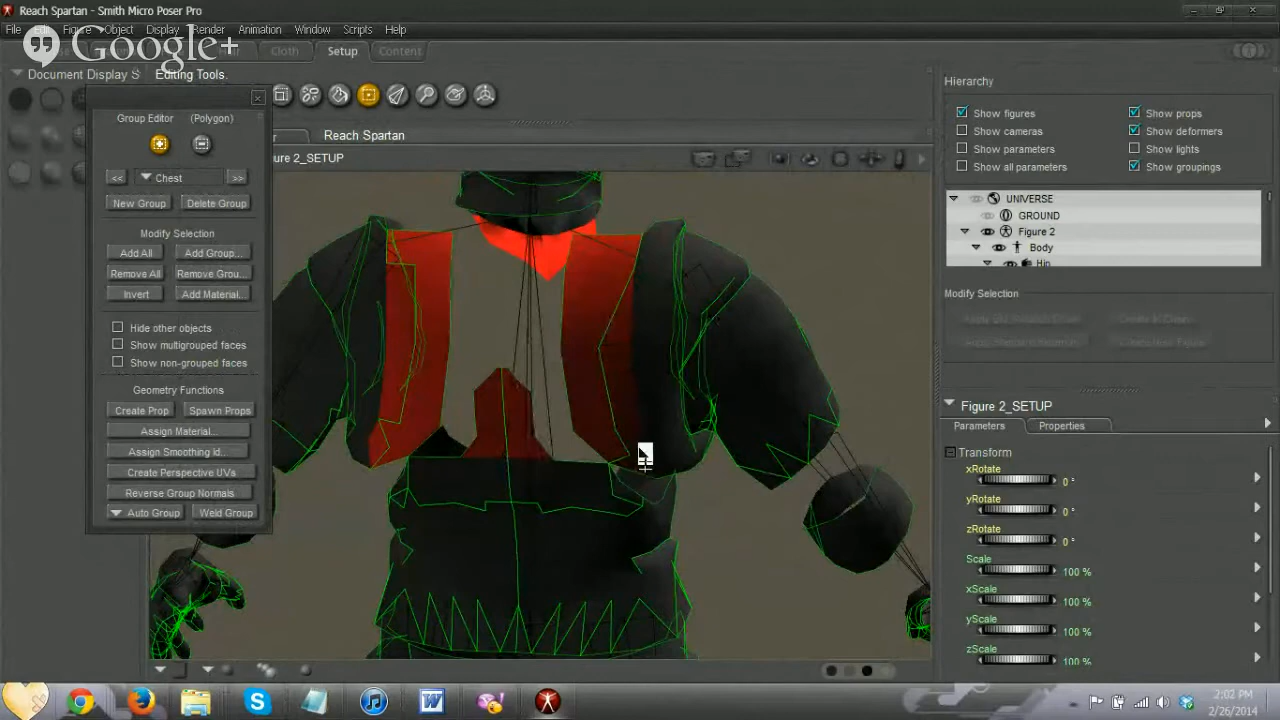 Reach Spartan - Smith Micro Poser Pro
File Edit Figure Object Display Render Animation Window Scripts Help
Google+
Cloth Setup Content
Document Display S Editing Tools.
Group Editor (Polygon)
Chest
<< >>
New Group Delete Group
Modify Selection
Add All Add Group...
Remove All Remove Grou...
Invert Add Material...
Hide other objects
Show multigrouped faces
Show non-grouped faces
Geometry Functions
Create Prop Spawn Props
Assign Material...
Assign Smoothing Id..
Create Perspective UVs
Reverse Group Normals
Auto Group Weld Group
Reach Spartan
ure 2_SETUP
Hierarchy
Show figures Show props
Show cameras Show deformers
Show parameters Show lights
Show all parameters Show groupings
UNIVERSE
GROUND
Figure 2
Body
Hip
Modify Selection
Figure 2_SETUP
Parameters Properties
Transform
xRotate
0°
yRotate
0°
zRotate
0°
Scale
100 %
xScale
100 %
yScale
100 %
zScale
100 %
2:02 PM
2/26/2014